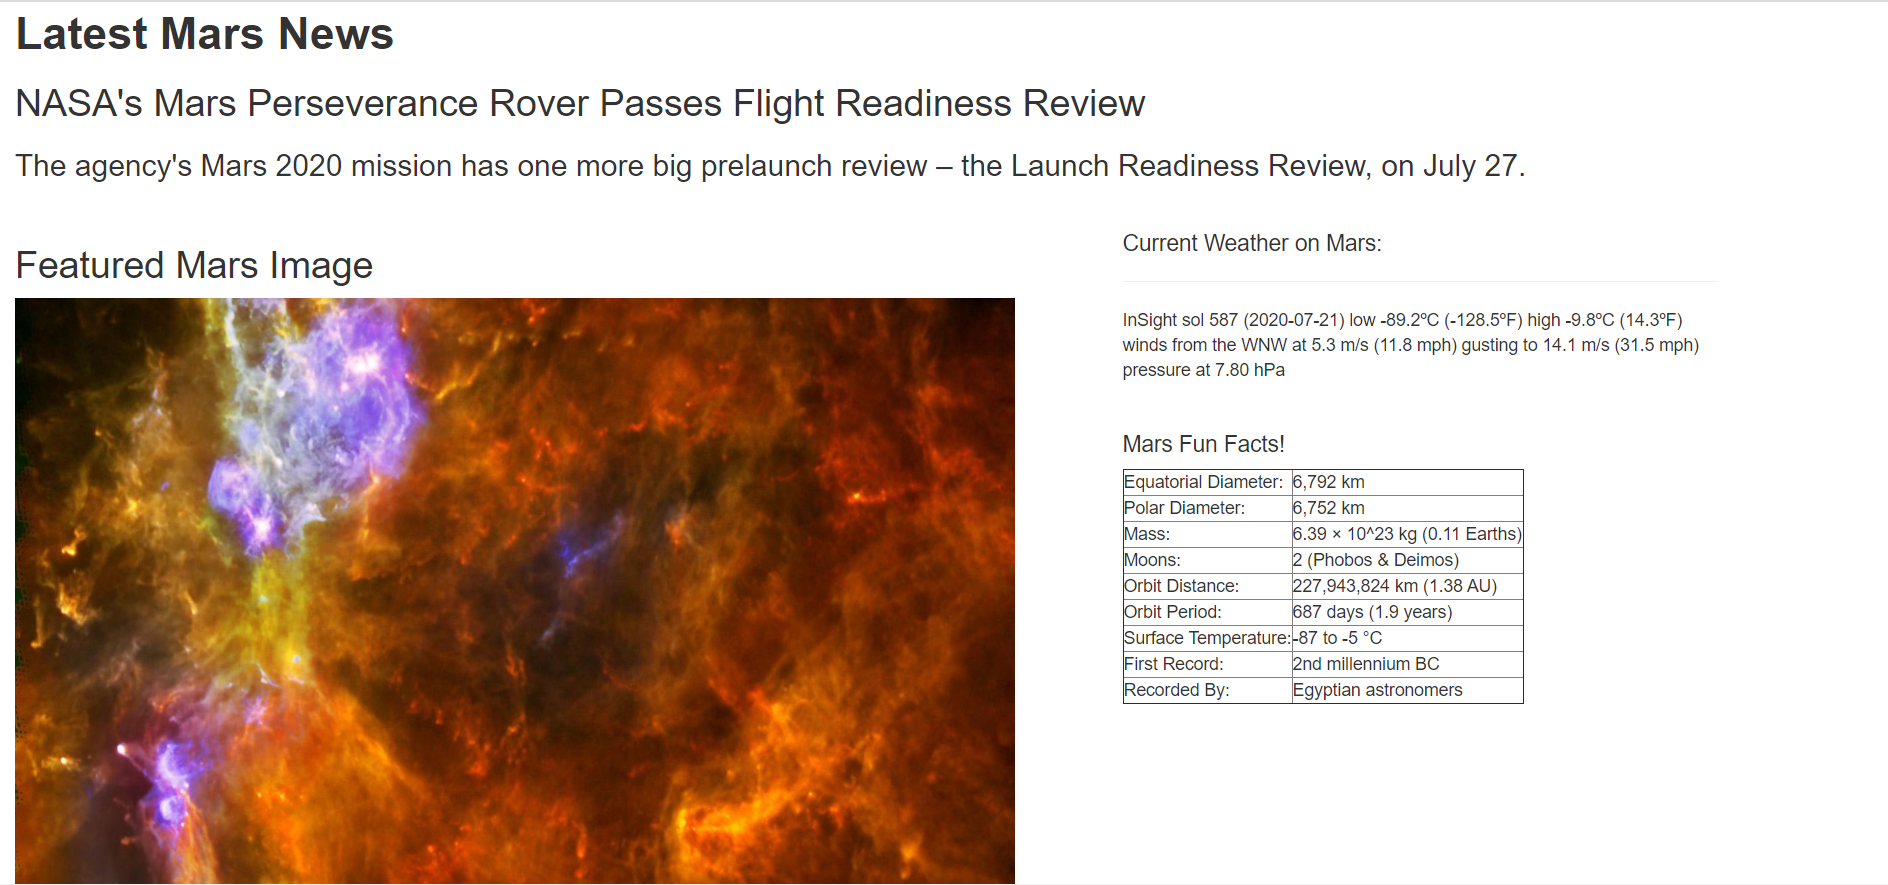 Latest Mars News
NASA's Mars Perseverance Rover Passes Flight Readiness Review
The agency's Mars 2020 mission has one more big prelaunch review – the Launch Readiness Review, on July 27.
Featured Mars Image
Current Weather on Mars:
InSight sol 587 (2020-07-21) low -89.2ºC (-128.5ºF) high -9.8ºC (14.3ºF)
winds from the WNW at 5.3 m/s (11.8 mph) gusting to 14.1 m/s (31.5 mph)
pressure at 7.80 hPa
Mars Fun Facts!
Equatorial Diameter: 6,792 km
Polar Diameter: 6,752 km
Mass: 6.39 × 10^23 kg (0.11 Earths)
Moons: 2 (Phobos & Deimos)
Orbit Distance: 227,943,824 km (1.38 AU)
Orbit Period: 687 days (1.9 years)
Surface Temperature: -87 to -5 °C
First Record: 2nd millennium BC
Recorded By: Egyptian astronomers